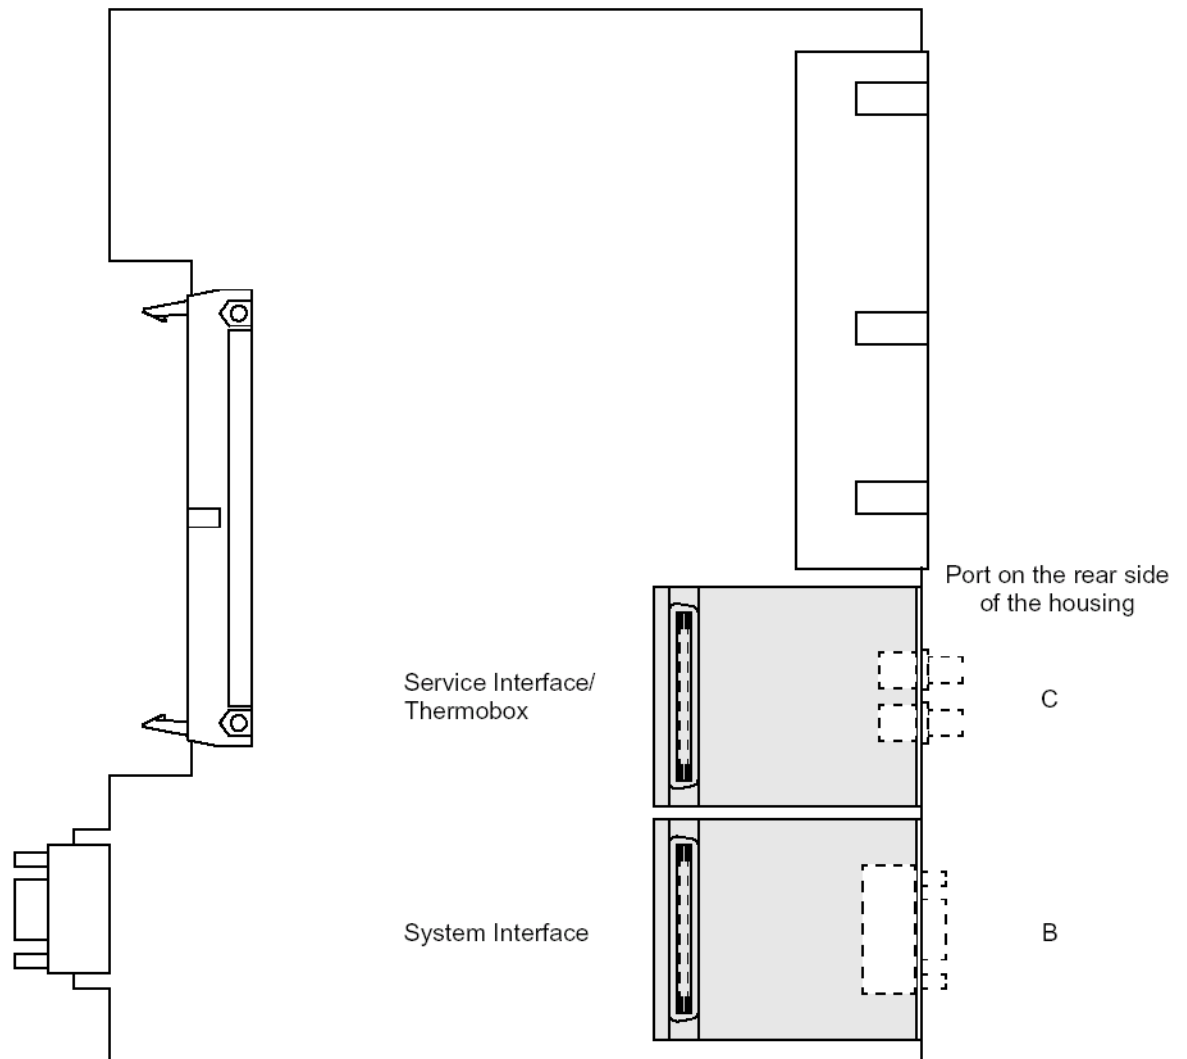 Port on the rear side
of the housing
Service Interface/
Thermobox
C
System Interface
B